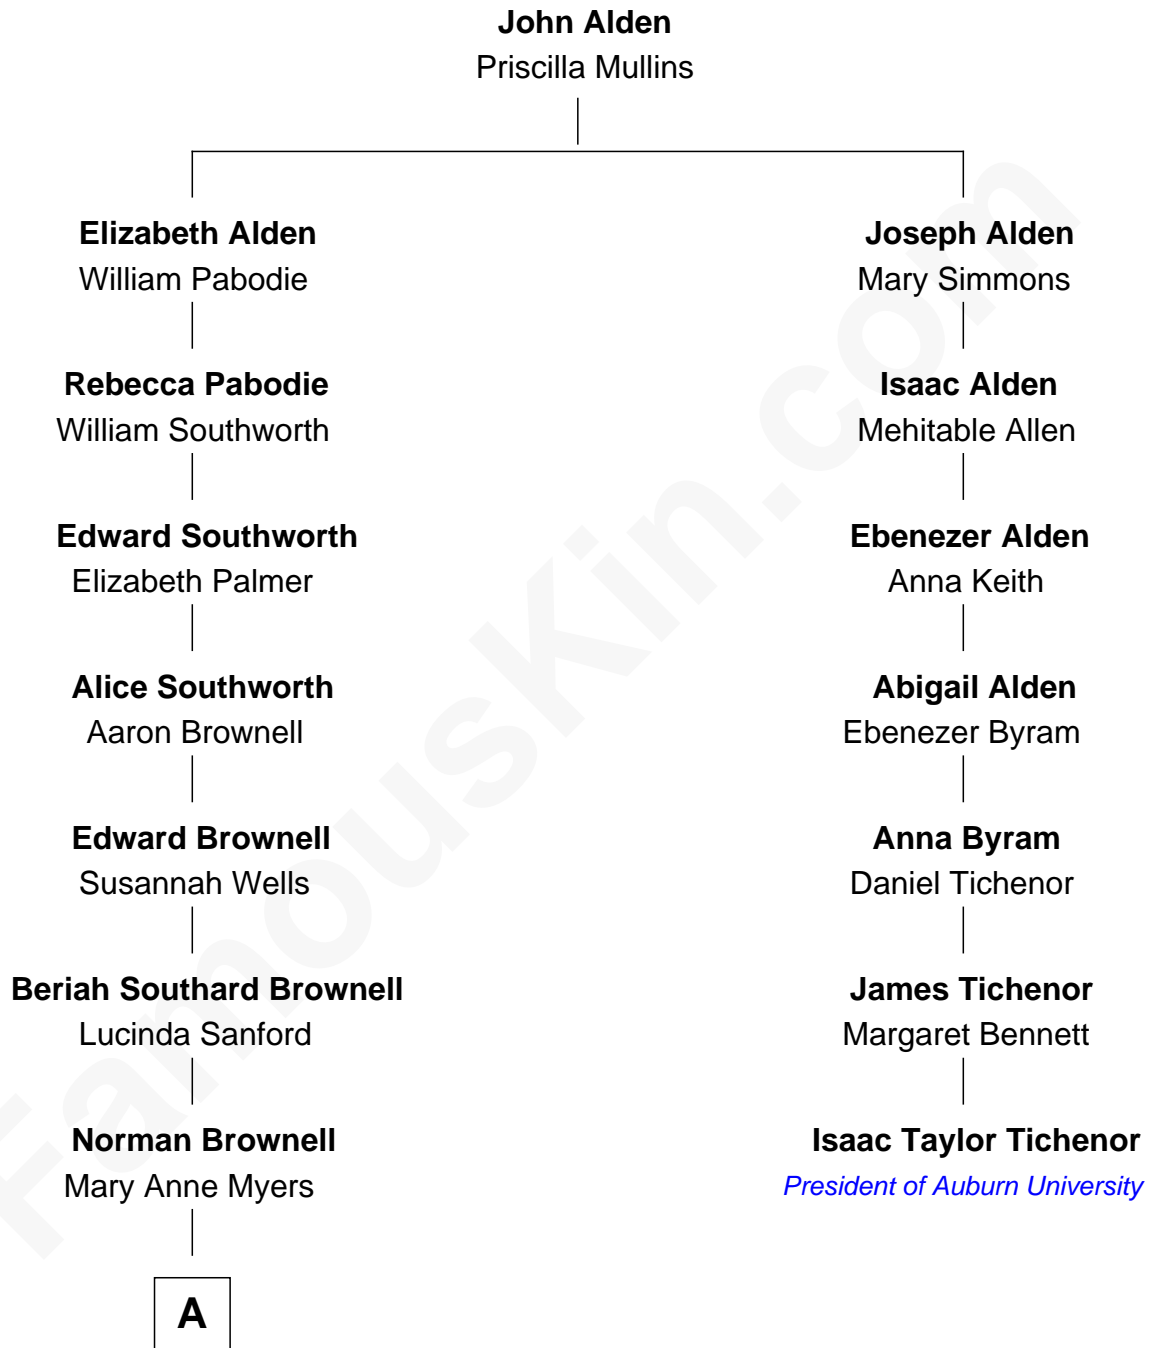 John Alden
Priscilla Mullins
Elizabeth Alden
William Pabodie
Joseph Alden
Mary Simmons
Rebecca Pabodie
William Southworth
Isaac Alden
Mehitable Allen
Edward Southworth
Elizabeth Palmer
Ebenezer Alden
Anna Keith
Alice Southworth
Aaron Brownell
Abigail Alden
Ebenezer Byram
Edward Brownell
Susannah Wells
Anna Byram
Daniel Tichenor
Beriah Southard Brownell
Lucinda Sanford
James Tichenor
Margaret Bennett
Norman Brownell
Mary Anne Myers
Isaac Taylor Tichenor
President of Auburn University
A
FamousKin.com